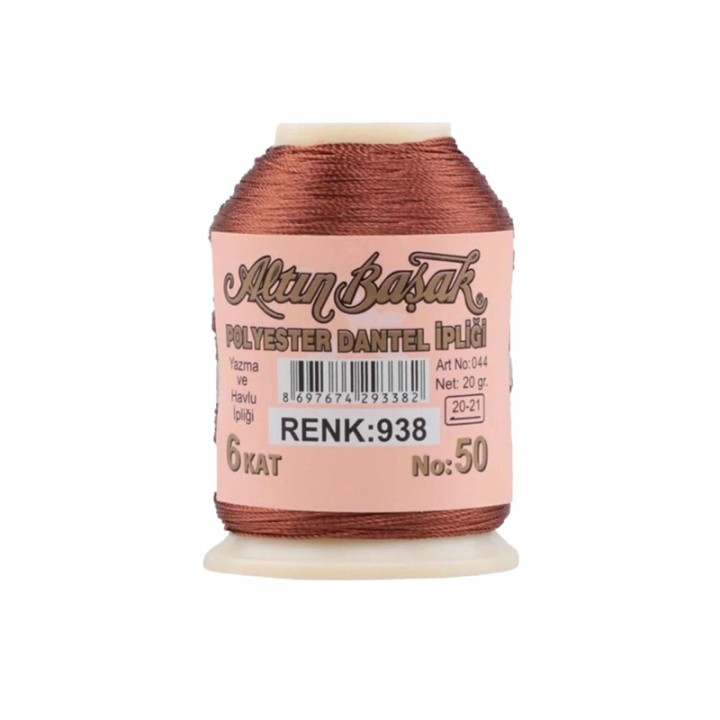 Altın Başak ®
POLYESTER DANTEL İPLİĞİ
Yazma
ve
Havlu
İpliği
8 697674 293382
Art No:044
Net: 20 gr.
20-21
RENK:938
6 KAT
No: 50